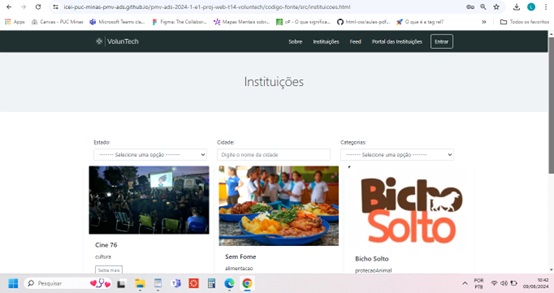 icei-puc-minas-pmv-ads.github.io/pmv-ads-2024-1-e1-proj-web-t14-voluntech/codigo-fonte/src/instituicoes.html
Apps
Canvas – PUC Minas
Microsoft Teams cla...
Figma: The Collabor...
Mapas Mentais sobre...
O que significa...
html-css/aulas-pdf...
O que é a tag rel?
Todos os favoritos
VolunTech
Sobre
Instituições
Feed
Portal das Instituições
Entrar
Instituições
Estado:
Cidade:
Categorias:
-------- Selecione uma opção --------
Digite o nome da cidade
-------- Selecione uma opção --------
Bicho
Solto
Cine 76
culture
Saiba mais
Sem Fome
alimentacao
Bicho Solto
protecaoAnimal
Pesquisar
POR
PTB
10:42
09/06/2024